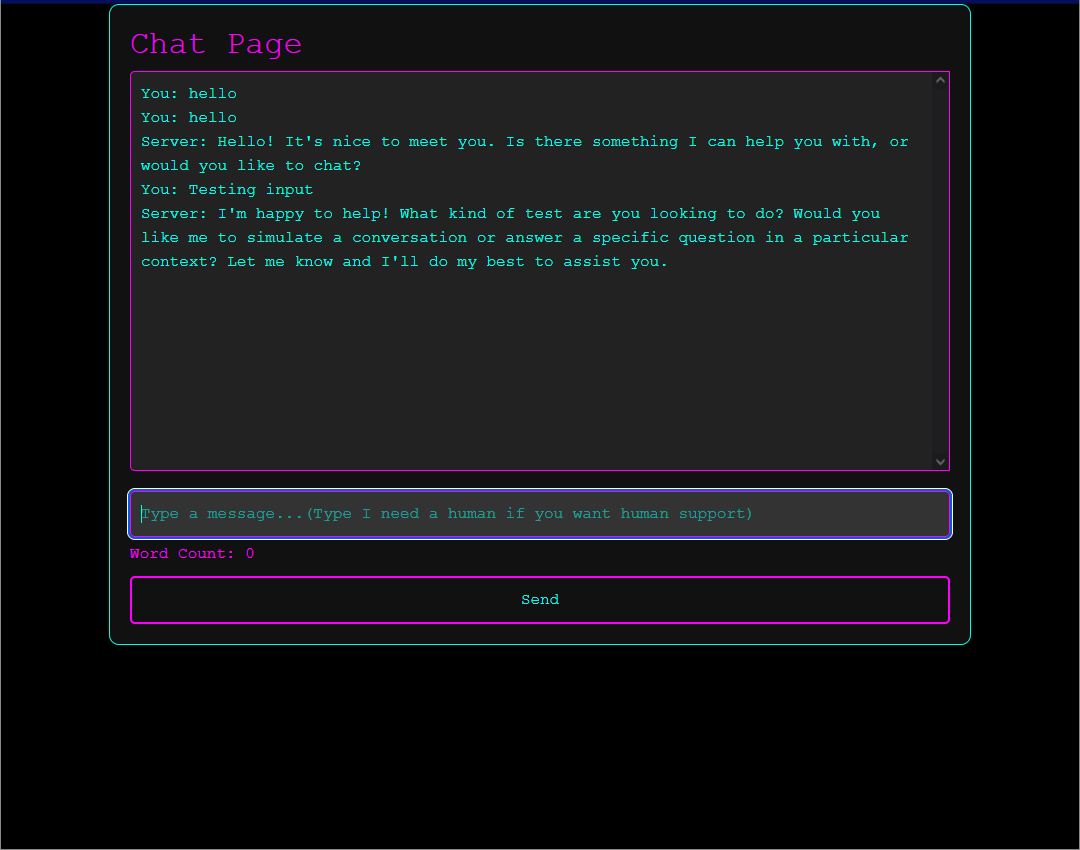 Chat Page
You: hello
You: hello
Server: Hello! It's nice to meet you. Is there something I can help you with, or
would you like to chat?
You: Testing input
Server: I'm happy to help! What kind of test are you looking to do? Would you
like me to simulate a conversation or answer a specific question in a particular
context? Let me know and I'll do my best to assist you.
Type a message...(Type I need a human if you want human support)
Word Count: 0
Send